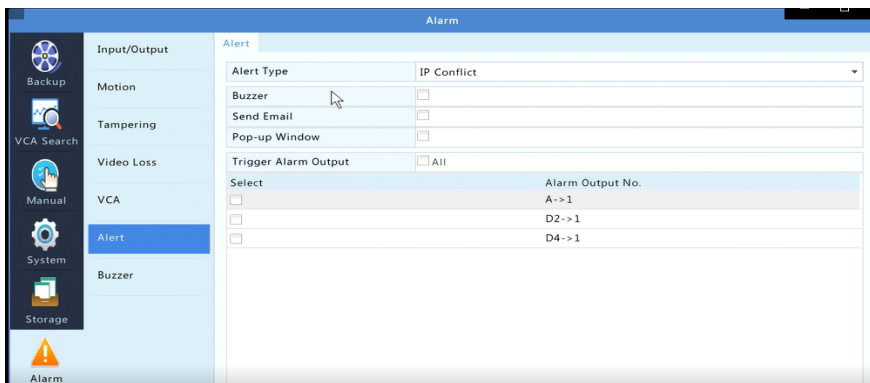 Alarm
Backup
VCA Search
Manual
System
Storage
Alarm
Input/Output
Motion
Tampering
Video Loss
VCA
Alert
Buzzer
Alert
Alert Type IP Conflict
Buzzer
Send Email
Pop-up Window
Trigger Alarm Output All
Select Alarm Output No.
A->1
D2->1
D4->1